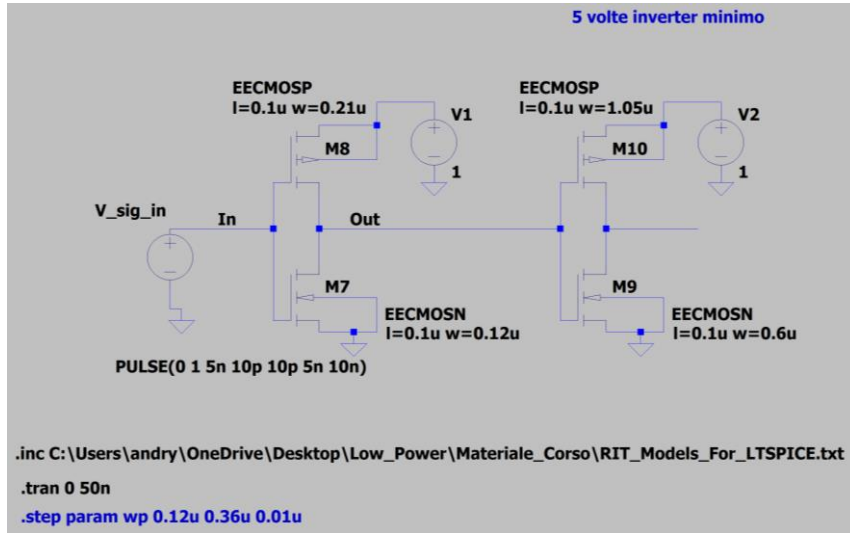 5 volte inverter minimo
EECMOSP
l=0.1u w=0.21u
V1
M8
1
EECMOSP
l=0.1u w=1.05u
V2
M10
1
V_sig_in
In
Out
M7
EECMOSN
l=0.1u w=0.12u
M9
EECMOSN
l=0.1u w=0.6u
PULSE(0 1 5n 10p 10p 5n 10n)
.inc C:\Users\andry\OneDrive\Desktop\Low_Power\Materiale_Corso\RIT_Models_For_LTSPICE.txt
.tran 0 50n
.step param wp 0.12u 0.36u 0.01u